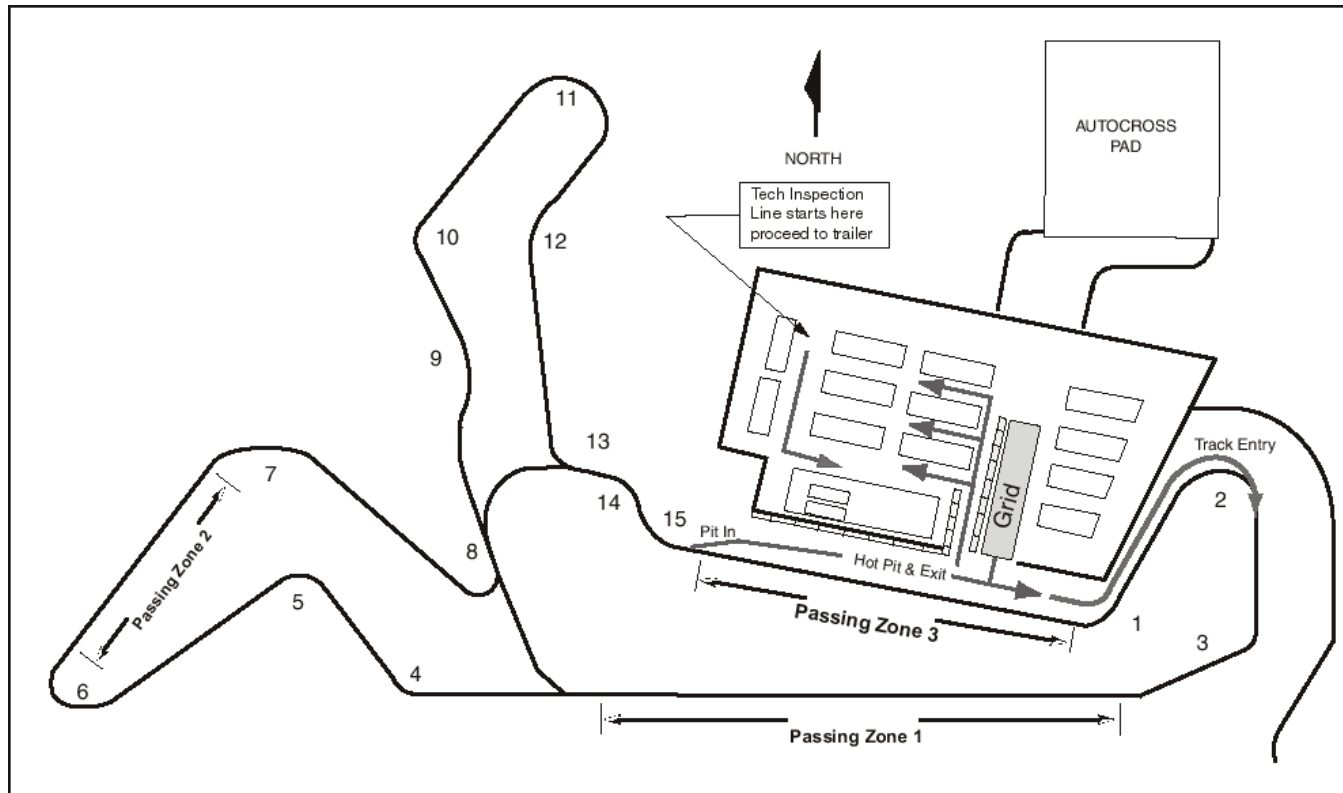 11
AUTOCROSS
PAD
NORTH
Tech Inspection
Line starts here
proceed to trailer
10
12
9
13
7
Track Entry
2
14
Grid
15
Pit In
8
Hot Pit & Exit
Passing Zone 2
5
Passing Zone 3
1
3
4
6
Passing Zone 1